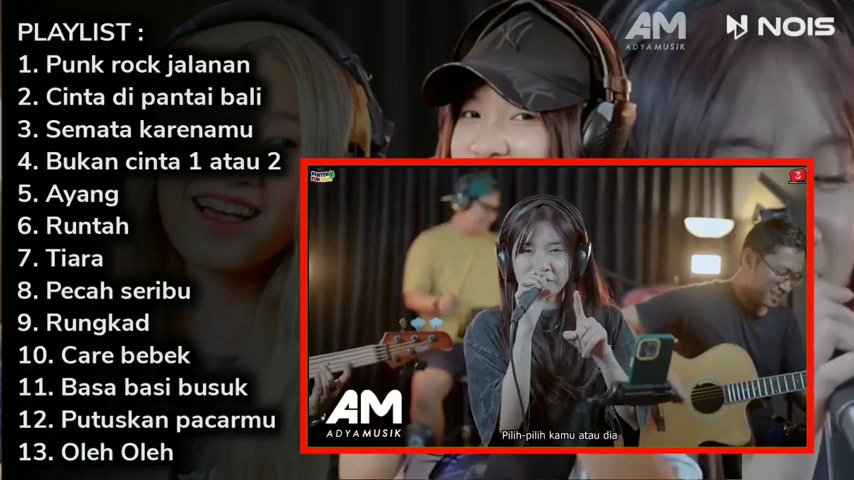 PLAYLIST :
1. Punk rock jalanan
2. Cinta di pantai bali
3. Semata karenamu
4. Bukan cinta 1 atau 2
5. Ayang
6. Runtah
7. Tiara
8. Pecah seribu
9. Rungkad
10. Care bebek
11. Basa basi busuk
12. Putuskan pacarmu
13. Oleh Oleh
AM
ADYAMUSIK
NOIS
3
AM
ADYAMUSIK
Pilih-pilih kamu atau dia